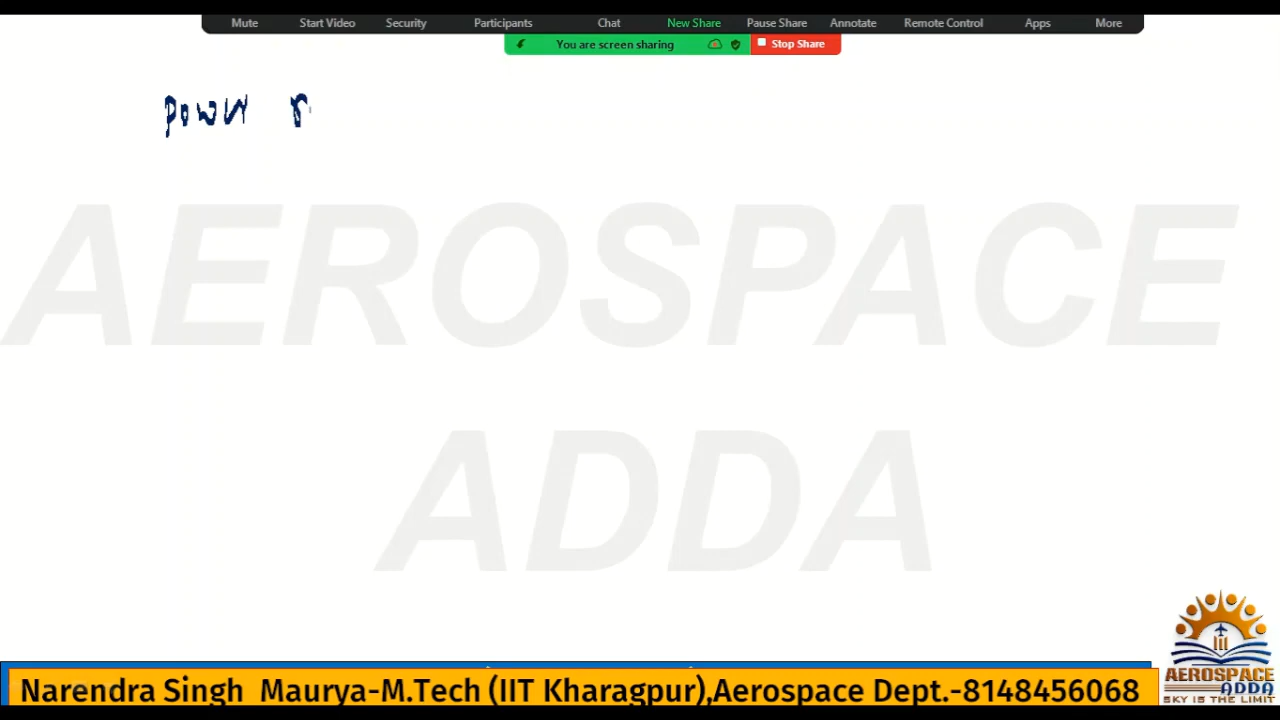 Mute Start Video Security Participants Chat New Share Pause Share Annotate Remote Control Apps More
You are screen sharing Stop Share
Power
AEROSPACE
ADDA
Narendra Singh Maurya-M.Tech (IIT Kharagpur),Aerospace Dept.-8148456068
AEROSPACE
ADDA
SKY IS THE LIMIT